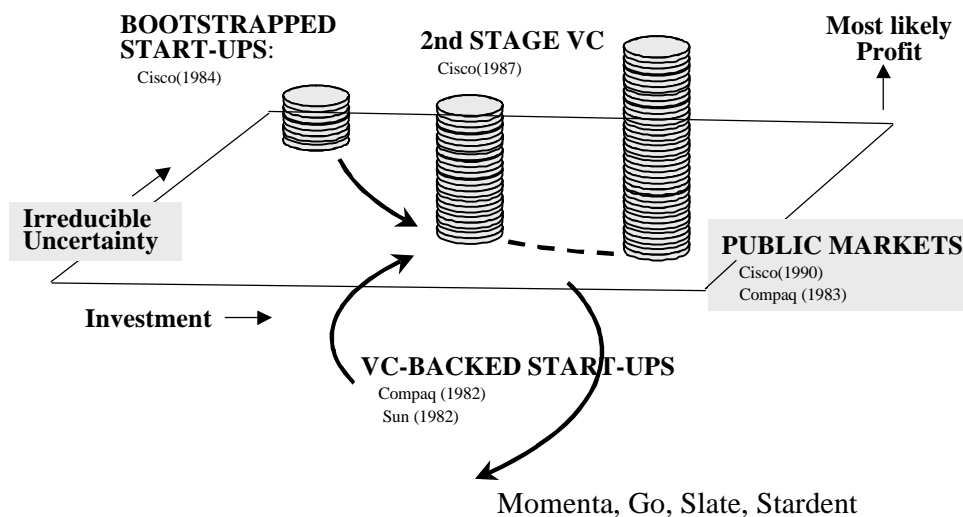 BOOTSTRAPPED
START-UPS:
Cisco(1984)
2nd STAGE VC
Cisco(1987)
Most likely
Profit
Irreducible
Uncertainty
PUBLIC MARKETS
Cisco(1990)
Compaq (1983)
Investment
VC-BACKED START-UPS
Compaq (1982)
Sun (1982)
Momenta, Go, Slate, Stardent